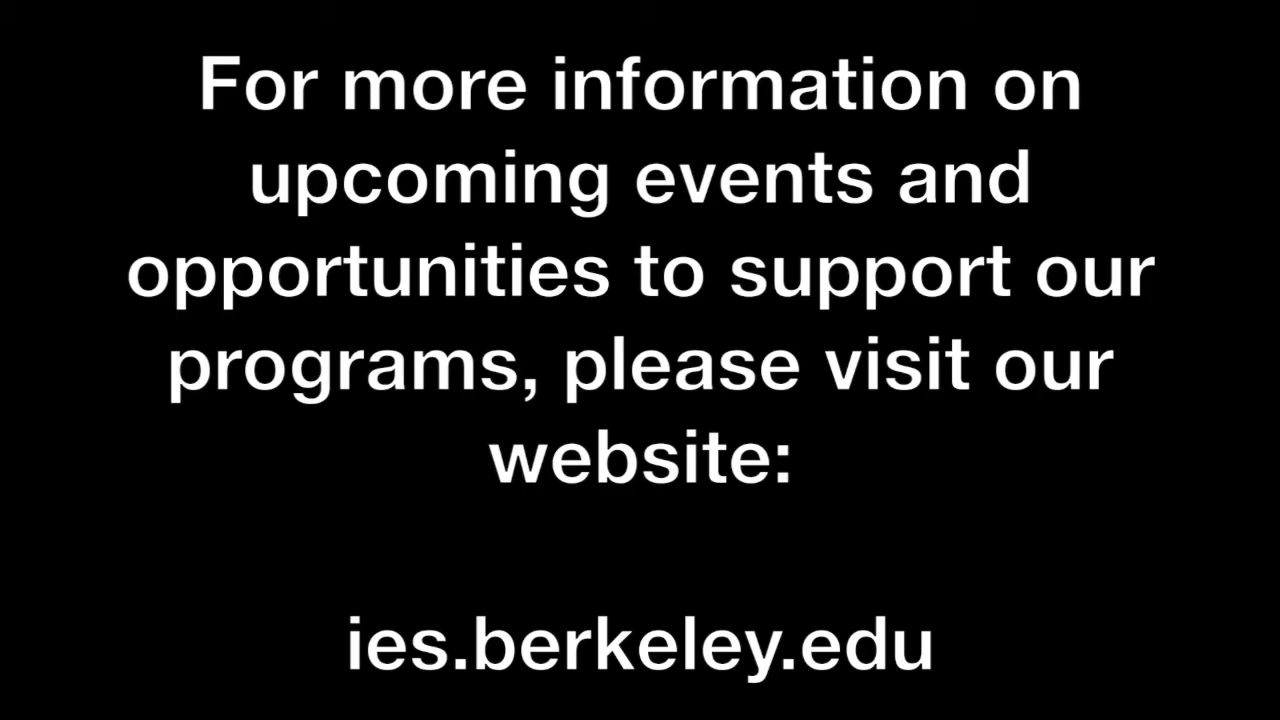 For more information on
upcoming events and
opportunities to support our
programs, please visit our
website:
ies.berkeley.edu